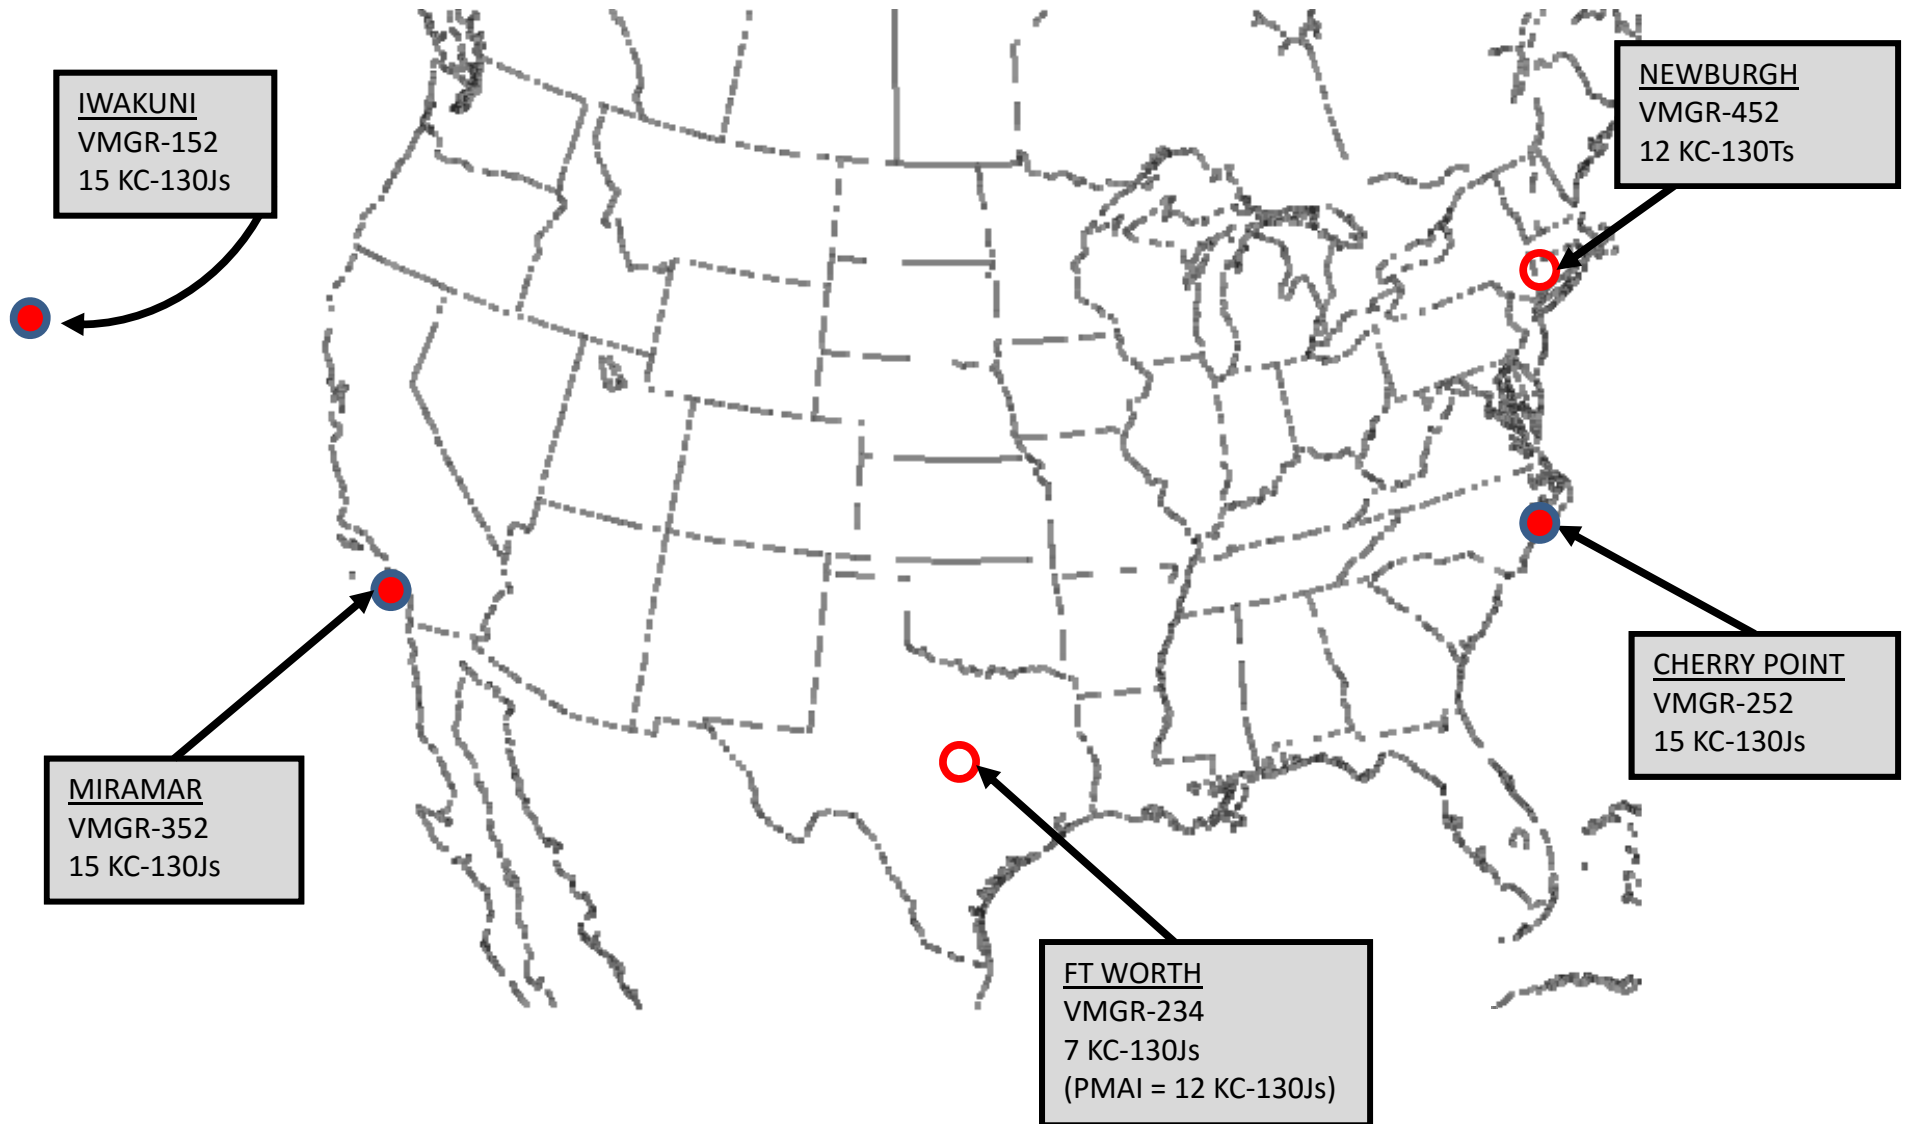 IWAKUNI
VMGR-152
15 KC-130Js
NEWBURGH
VMGR-452
12 KC-130Ts
CHERRY POINT
VMGR-252
15 KC-130Js
MIRAMAR
VMGR-352
15 KC-130Js
FT WORTH
VMGR-234
7 KC-130Js
(PMAI = 12 KC-130Js)